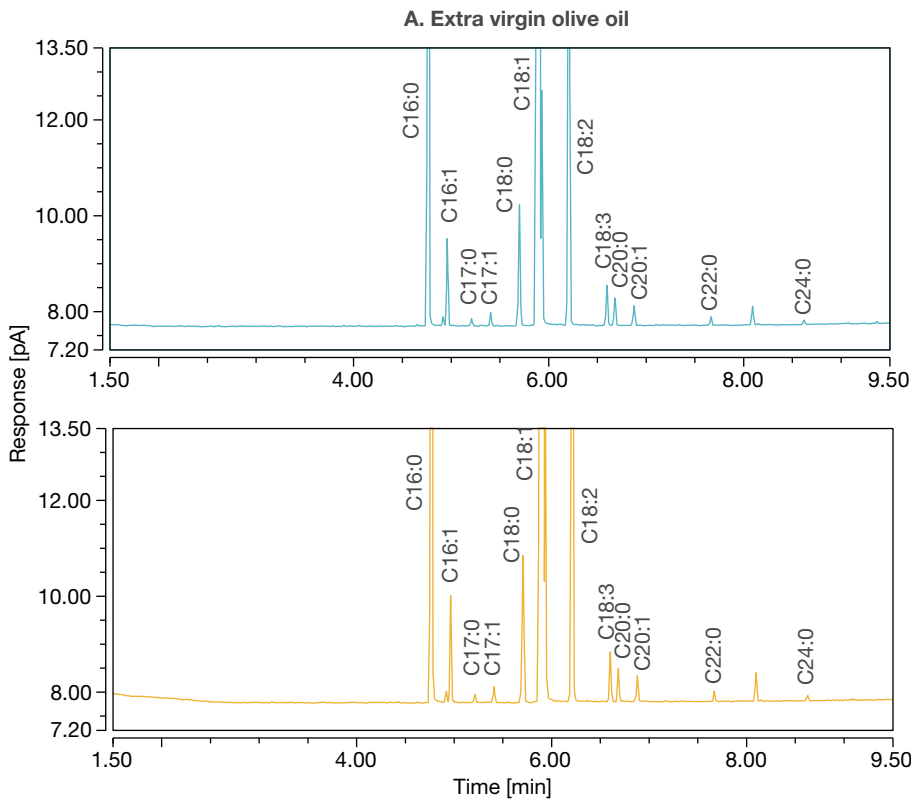 A. Extra virgin olive oil
13.50
12.00
10.00
8.00
7.20
C16:0
C16:1
C17:0
C17:1
C18:0
C18:1
C18:2
C18:3
C20:0
C20:1
C22:0
C24:0
1.50
4.00
6.00
8.00
9.50
Response [pA]
13.50
12.00
10.00
8.00
7.20
C16:0
C16:1
C17:0
C17:1
C18:0
C18:1
C18:2
C18:3
C20:0
C20:1
C22:0
C24:0
1.50
4.00
6.00
8.00
9.50
Time [min]